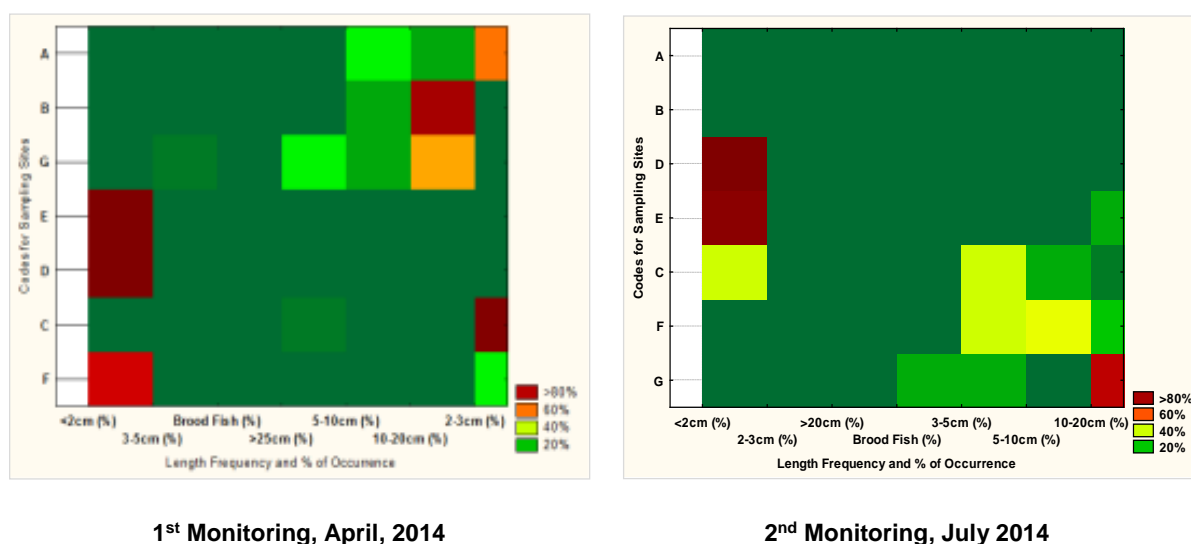 Codes for Sampling Sites
A
B
G
E
D
C
F
<2cm (%)
Brood Fish (%)
5-10cm (%)
2-3cm (%)
3-5cm (%)
>25cm (%)
10-20cm (%)
Length Frequency and % of Occurrence
>80%
60%
40%
20%
Codes for Sampling Sites
A
B
D
E
C
F
G
<2cm (%)
>20cm (%)
3-5cm (%)
10-20cm (%)
2-3cm (%)
Brood Fish (%)
5-10cm (%)
Length Frequency and % of Occurrence
>80%
60%
40%
20%
1st Monitoring, April, 2014
2nd Monitoring, July 2014